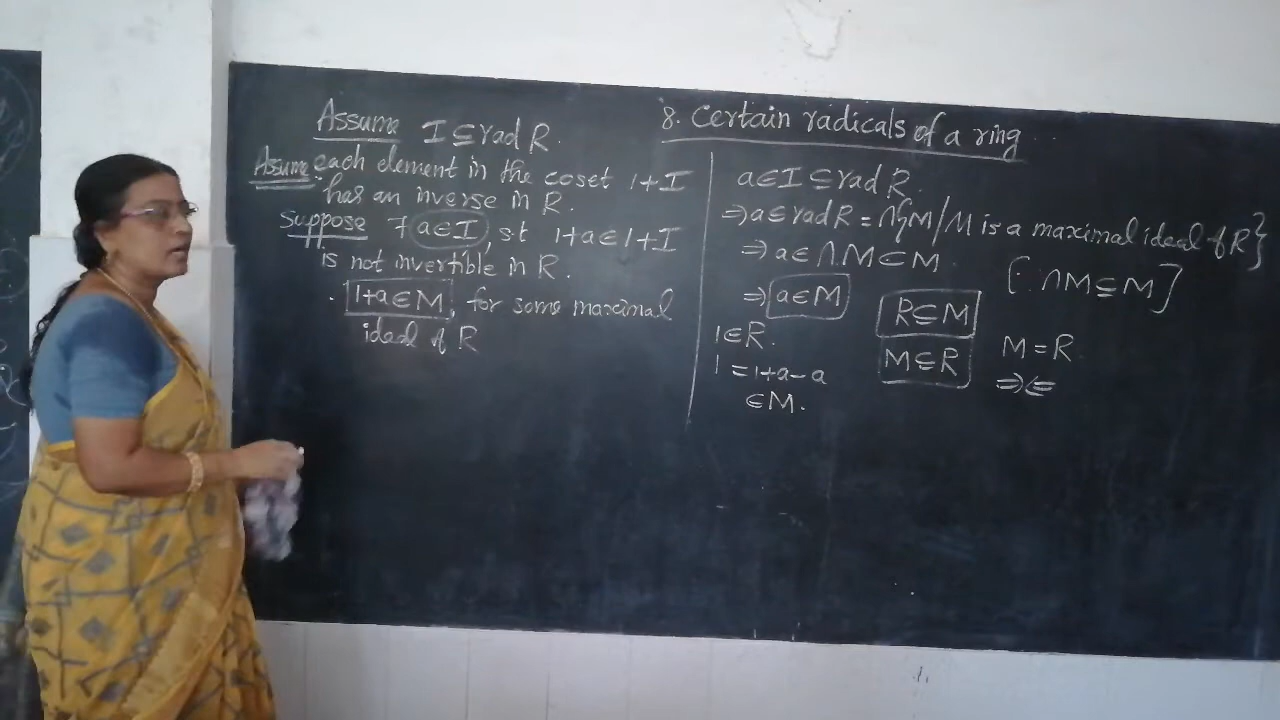 8. Certain radicals of a ring
Assume I ⊆ rad R.
Assume each element in the coset 1+I
has an inverse in R.
Suppose ∃ a∈I, s.t 1+a ∈ 1+I
is not invertible in R.
1+a ∈ M, for some maximal
ideal of R
a∈I ⊆ rad R.
⇒ a ∈ rad R = ∩{M/M is a maximal ideal of R}
⇒ a ∈ ∩M ⊆ M. [∵ ∩M ⊆ M]
⇒ a∈M
1∈R.
1 = 1+a-a
∈ M.
R⊆M
M⊆R
M = R
⇒⇐